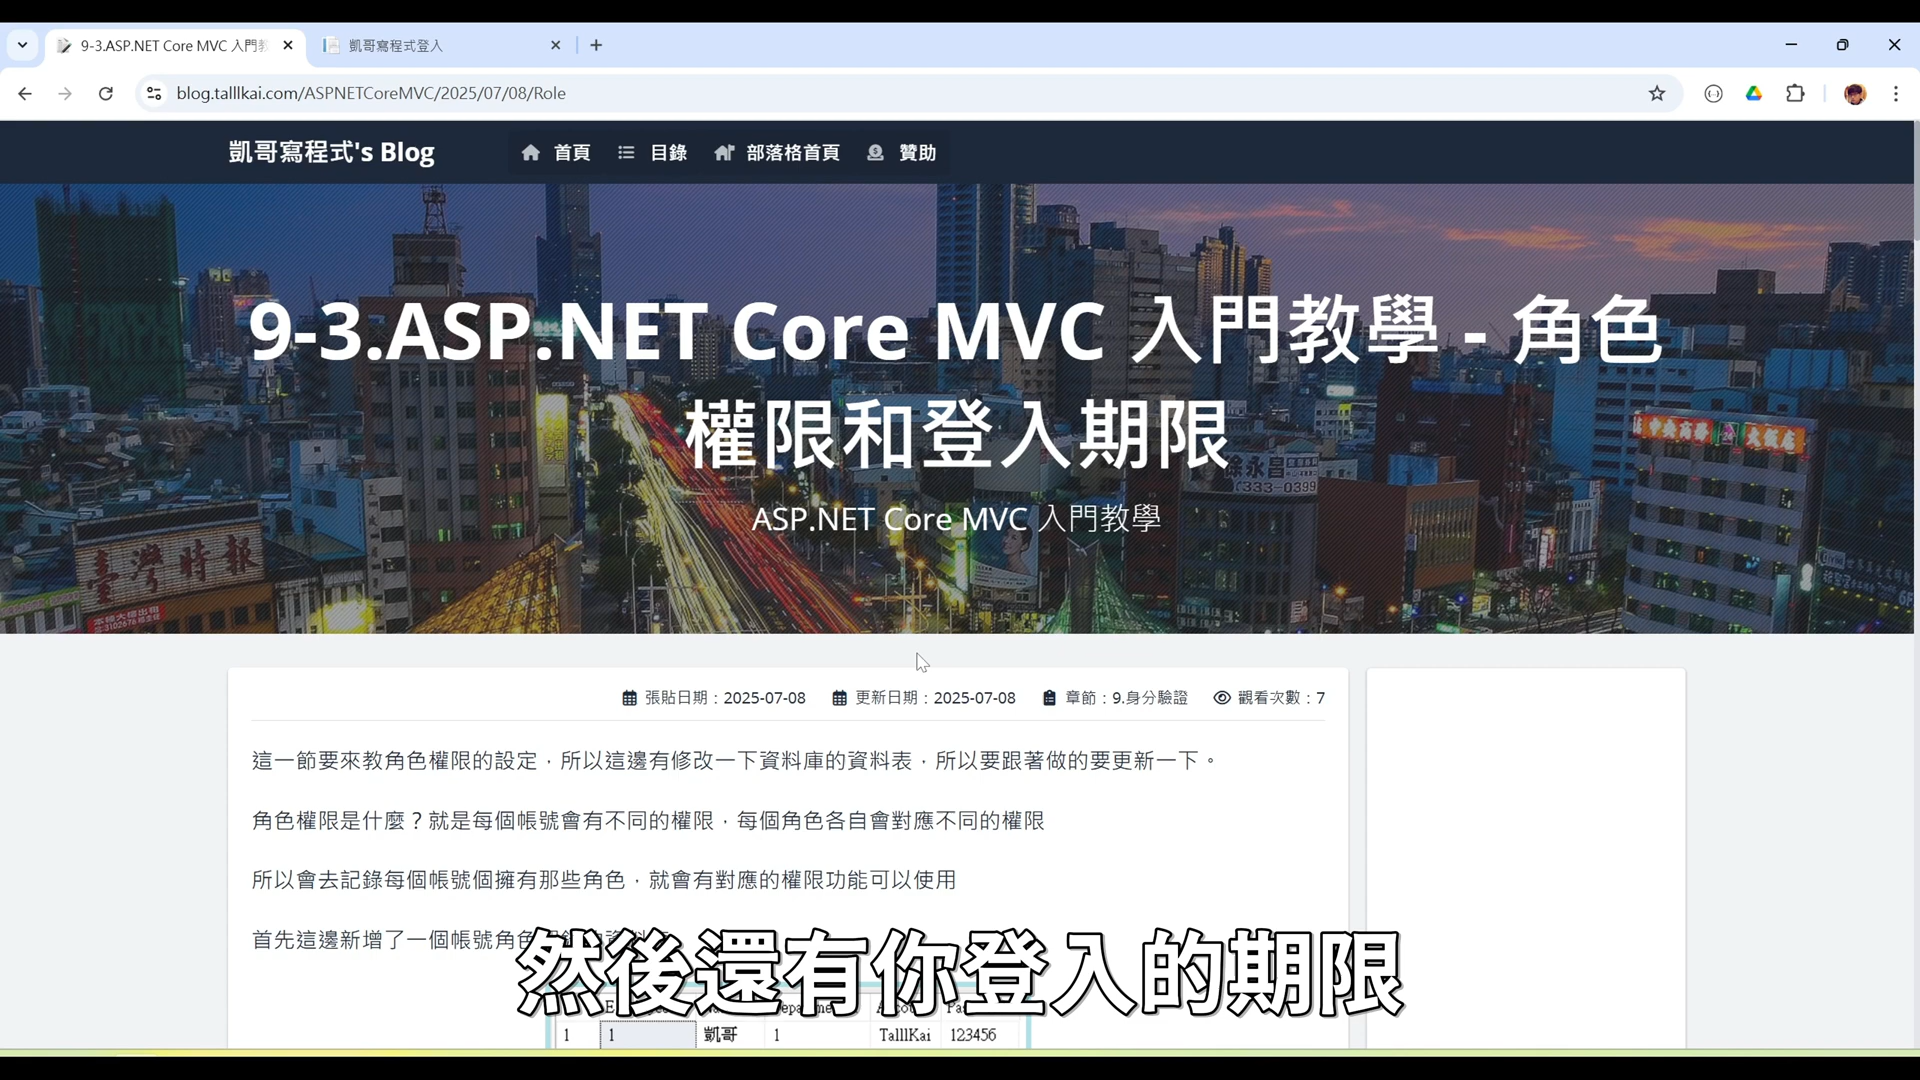 9-3.ASP.NET Core MVC 入門教
凱哥寫程式登入
blog.talllkai.com/ASPNETCoreMVC/2025/07/08/Role
凱哥寫程式's Blog
首頁
目錄
部落格首頁
贊助
9-3.ASP.NET Core MVC 入門教學 - 角色
權限和登入期限
ASP.NET Core MVC 入門教學
臺灣時報
大飯店
333-0399
張貼日期：2025-07-08
更新日期：2025-07-08
章節：9.身分驗證
觀看次數：7
這一節要來教角色權限的設定，所以這邊有修改一下資料庫的資料表，所以要跟著做的要更新一下。
角色權限是什麼？就是每個帳號會有不同的權限，每個角色各自會對應不同的權限
所以會去記錄每個帳號個擁有那些角色，就會有對應的權限功能可以使用
首先這邊新增了一個帳號角色
然後還有你登入的期限
1 1 凱哥 1 TalllKai 123456